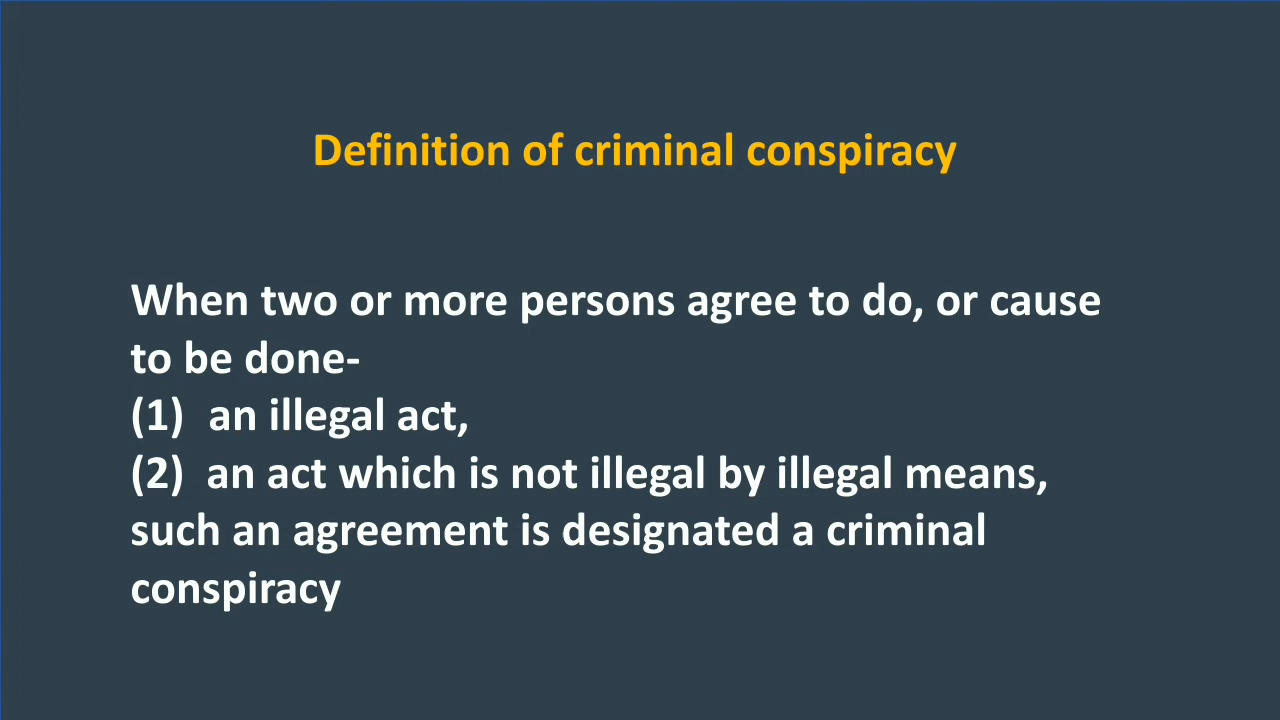 Definition of criminal conspiracy
When two or more persons agree to do, or cause
to be done-
(1) an illegal act,
(2) an act which is not illegal by illegal means,
such an agreement is designated a criminal
conspiracy